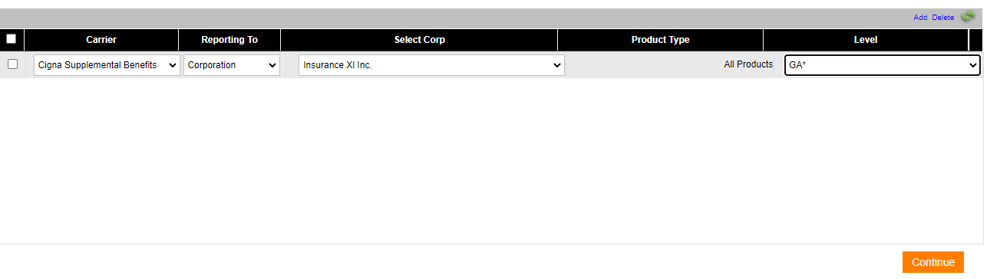 Add Delete
Carrier Reporting To Select Corp Product Type Level
Cigna Supplemental Benefits Corporation Insurance XI Inc. All Products GA*
Continue